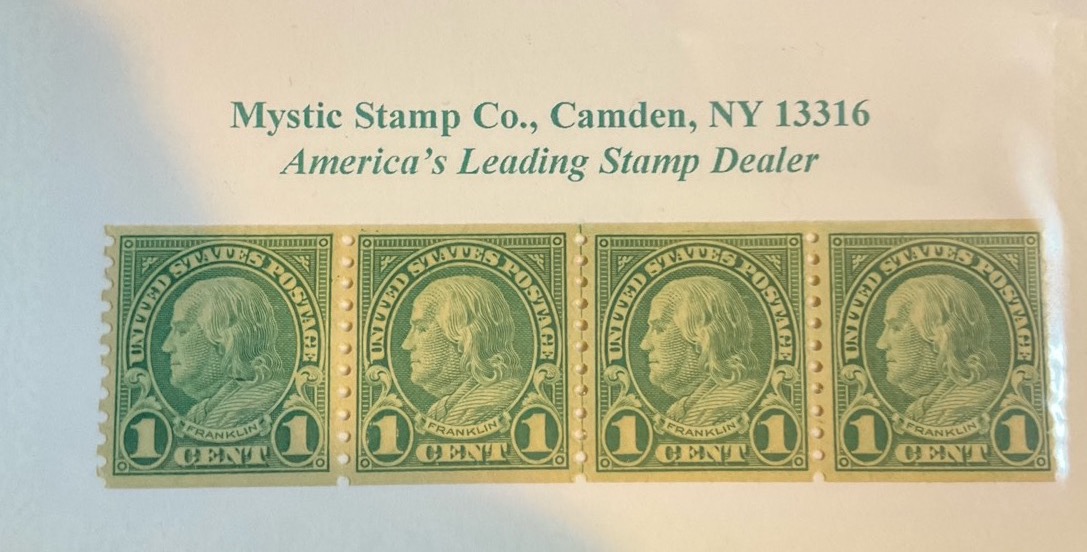 Mystic Stamp Co., Camden, NY 13316
America's Leading Stamp Dealer
UNITED STATES POSTAGE UNITED STATES POSTAGE UNITED STATES POSTAGE UNITED STATES POSTAGE
FRANKLIN FRANKLIN FRANKLIN FRANKLIN
1 1 1 1 1 1 1 1
CENT CENT CENT CENT